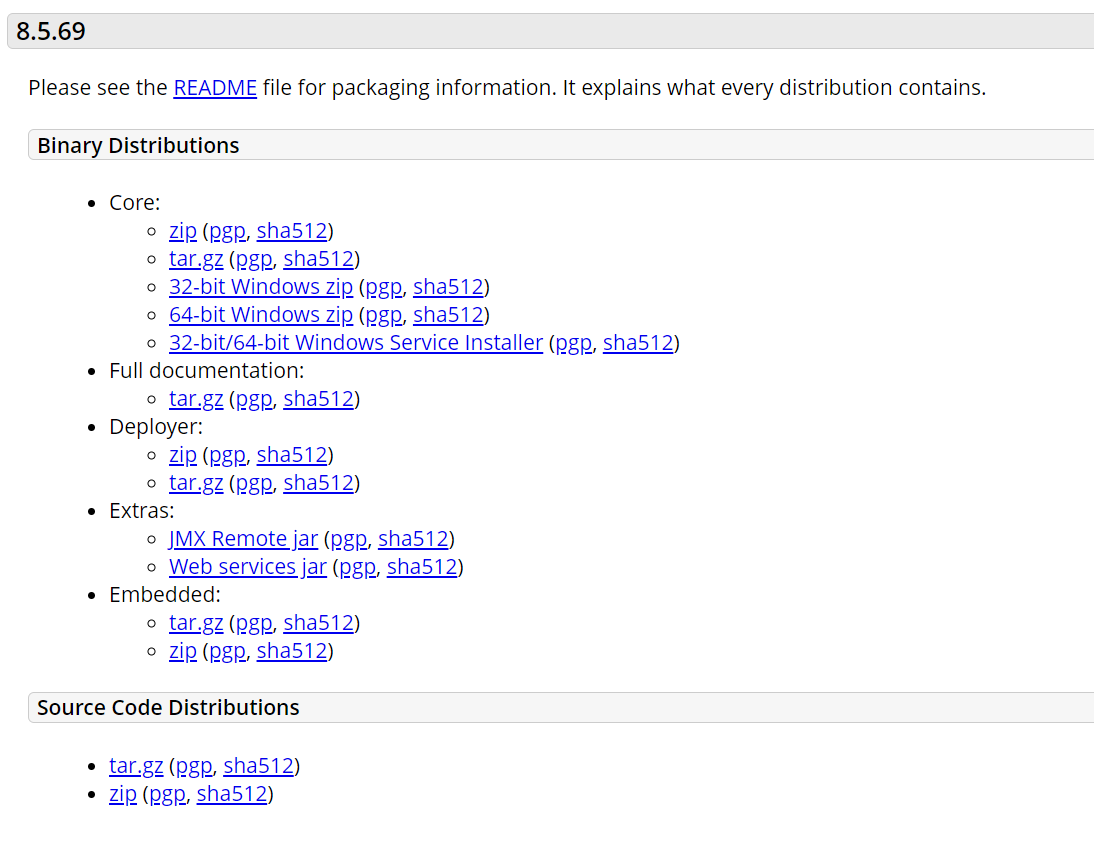 8.5.69
Please see the README file for packaging information. It explains what every distribution contains.
Binary Distributions
• Core:
◦ zip (pgp, sha512)
◦ tar.gz (pgp, sha512)
◦ 32-bit Windows zip (pgp, sha512)
◦ 64-bit Windows zip (pgp, sha512)
◦ 32-bit/64-bit Windows Service Installer (pgp, sha512)
• Full documentation:
◦ tar.gz (pgp, sha512)
• Deployer:
◦ zip (pgp, sha512)
◦ tar.gz (pgp, sha512)
• Extras:
◦ JMX Remote jar (pgp, sha512)
◦ Web services jar (pgp, sha512)
• Embedded:
◦ tar.gz (pgp, sha512)
◦ zip (pgp, sha512)
Source Code Distributions
• tar.gz (pgp, sha512)
• zip (pgp, sha512)